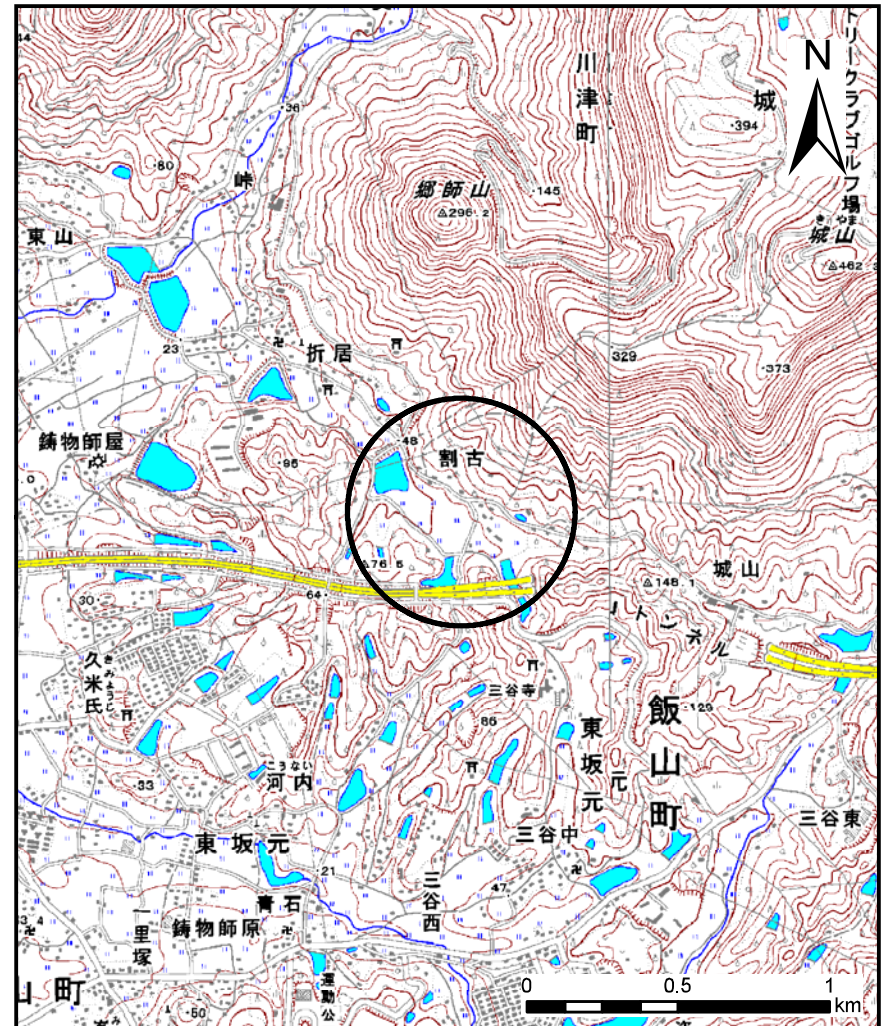 44
36
川津町
城
N
トリークラブゴルフ場
・394
・80
峠
郷師山
△296.2
・145
東山
きやま
城山
△462
23
折居
329
・373
鋳物師屋
・95
・48
割古
△76.5
64
30
城山
△148.1
トンネル
きみょうじ
久米氏
三谷寺
86
飯山町
・129
東坂元
元
こうない
河内
・33
三谷中
三谷東
東坂元
21
三谷西
47
青石
一里塚
鋳物師原
山町
・50
運動公
0 0.5 1
km